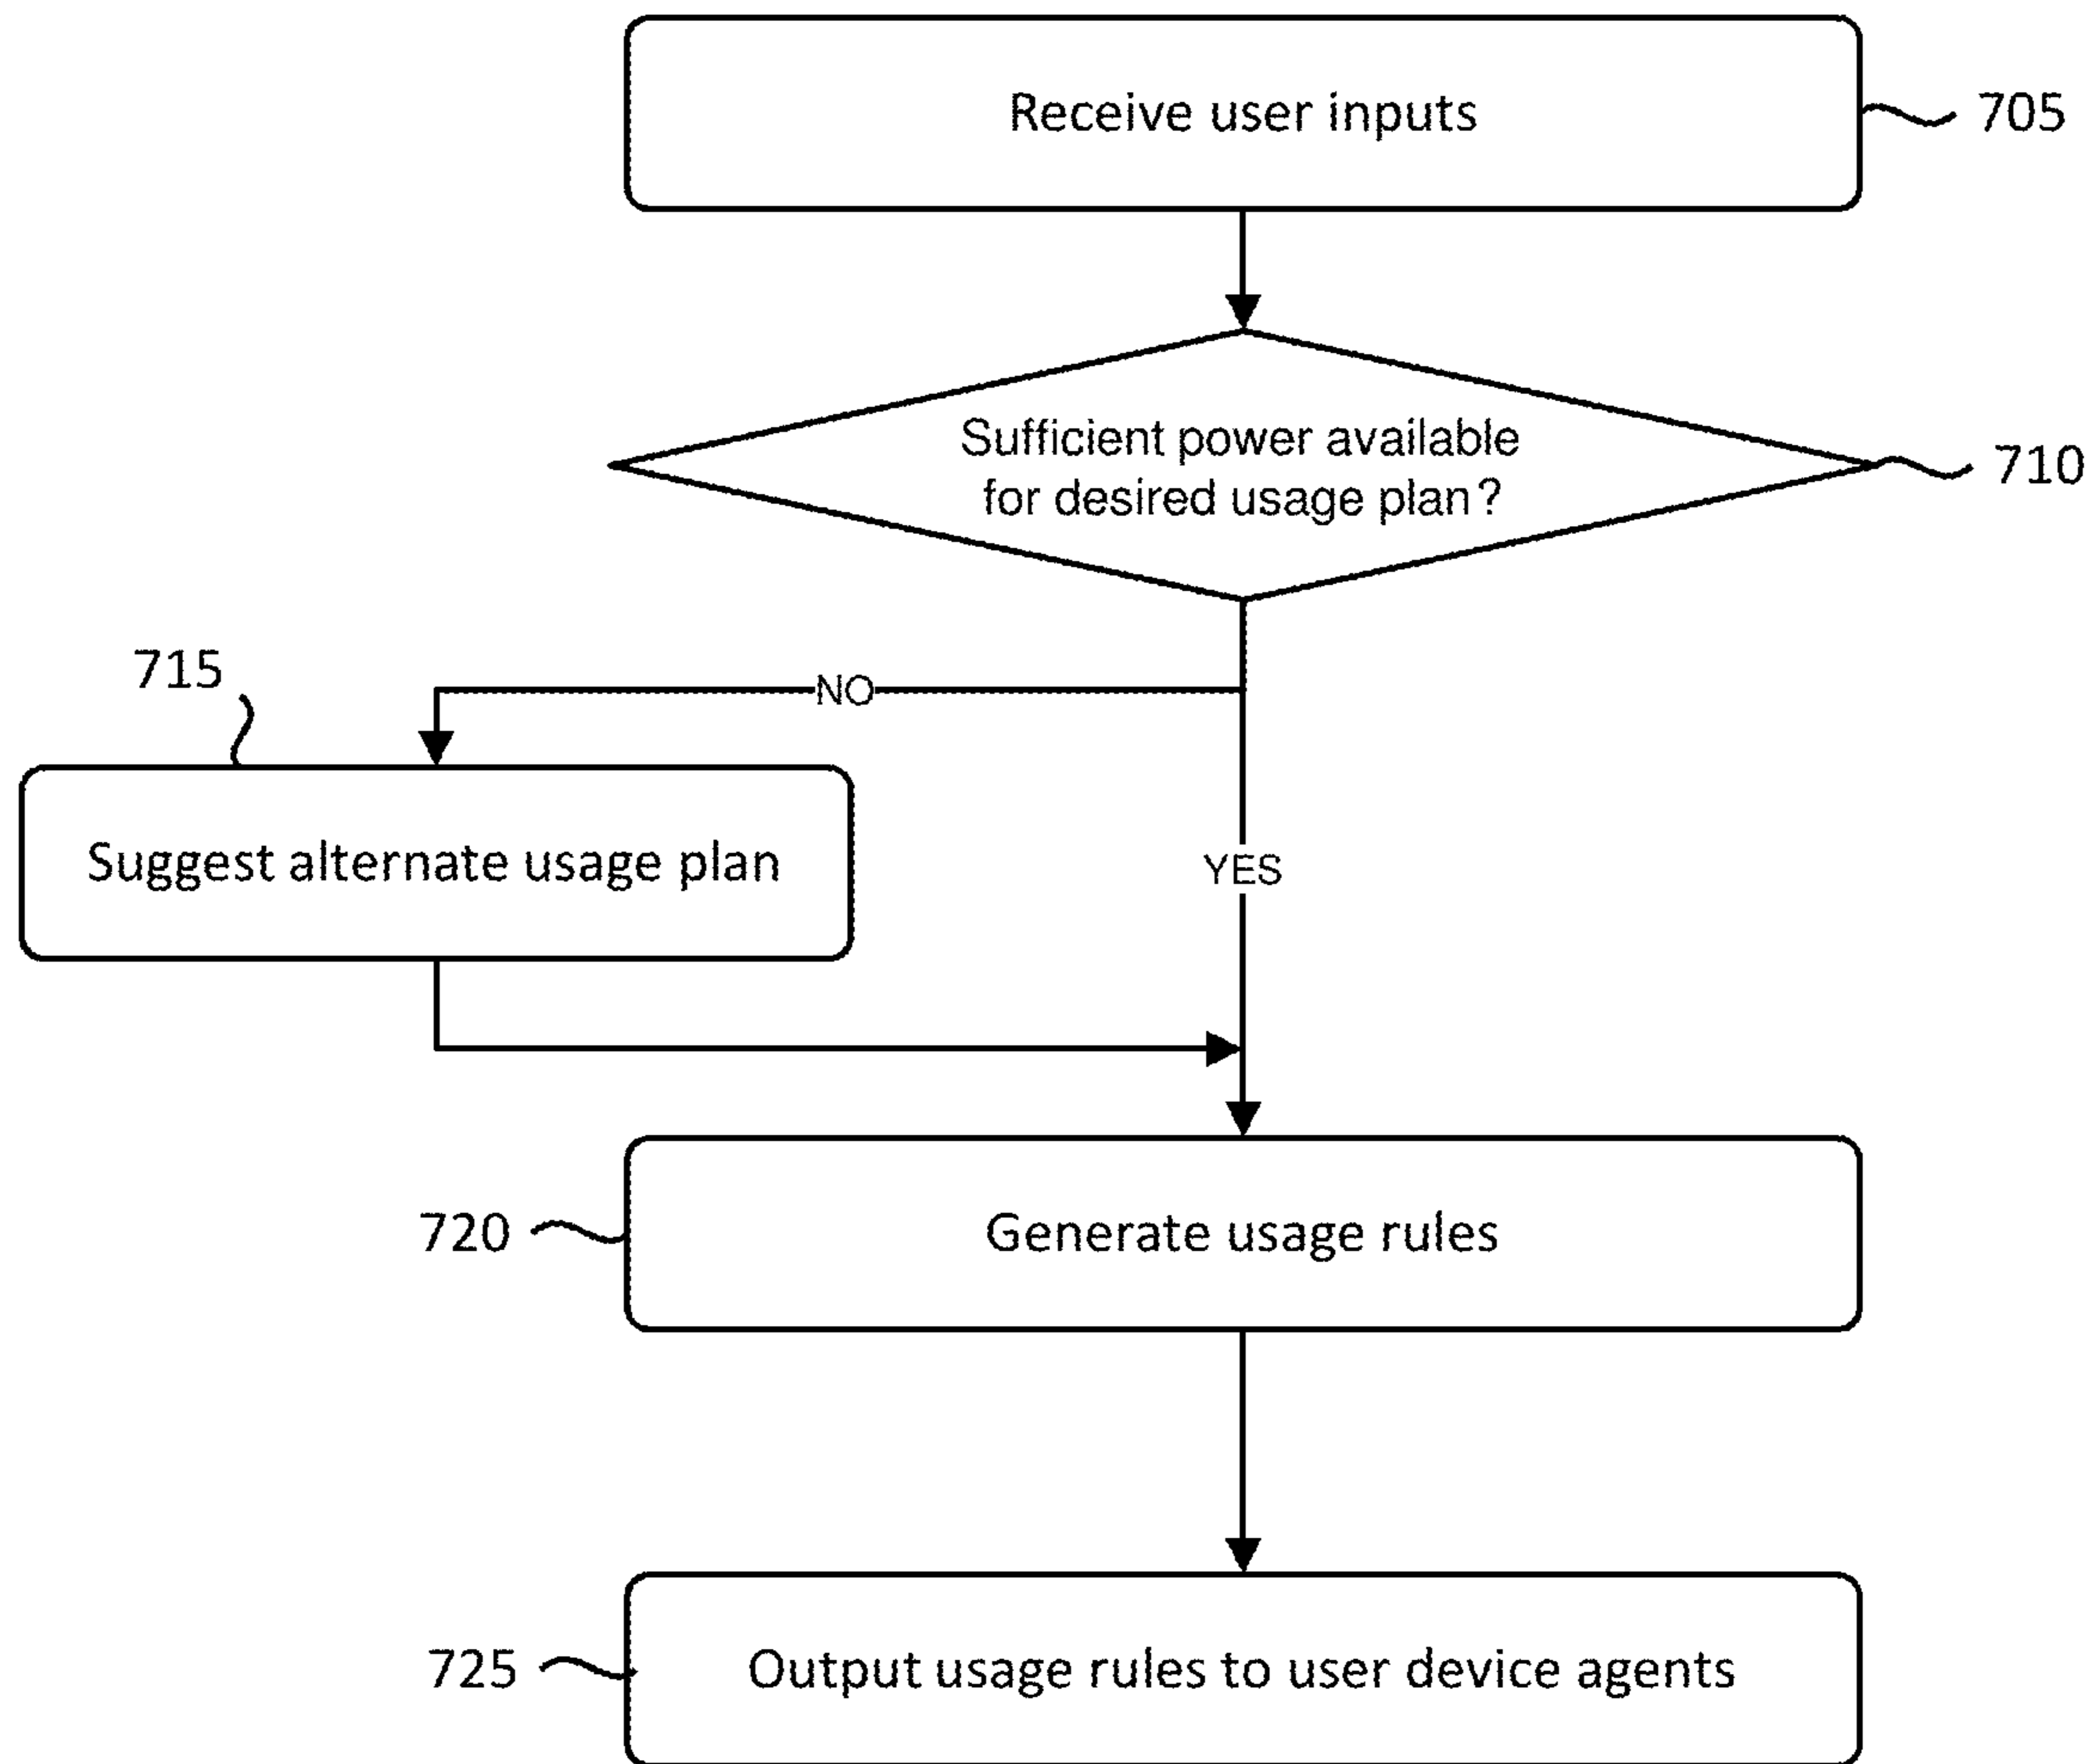 Receive user inputs
705
Sufficient power available
for desired usage plan?
710
715
NO
Suggest alternate usage plan
YES
720
Generate usage rules
725
Output usage rules to user device agents